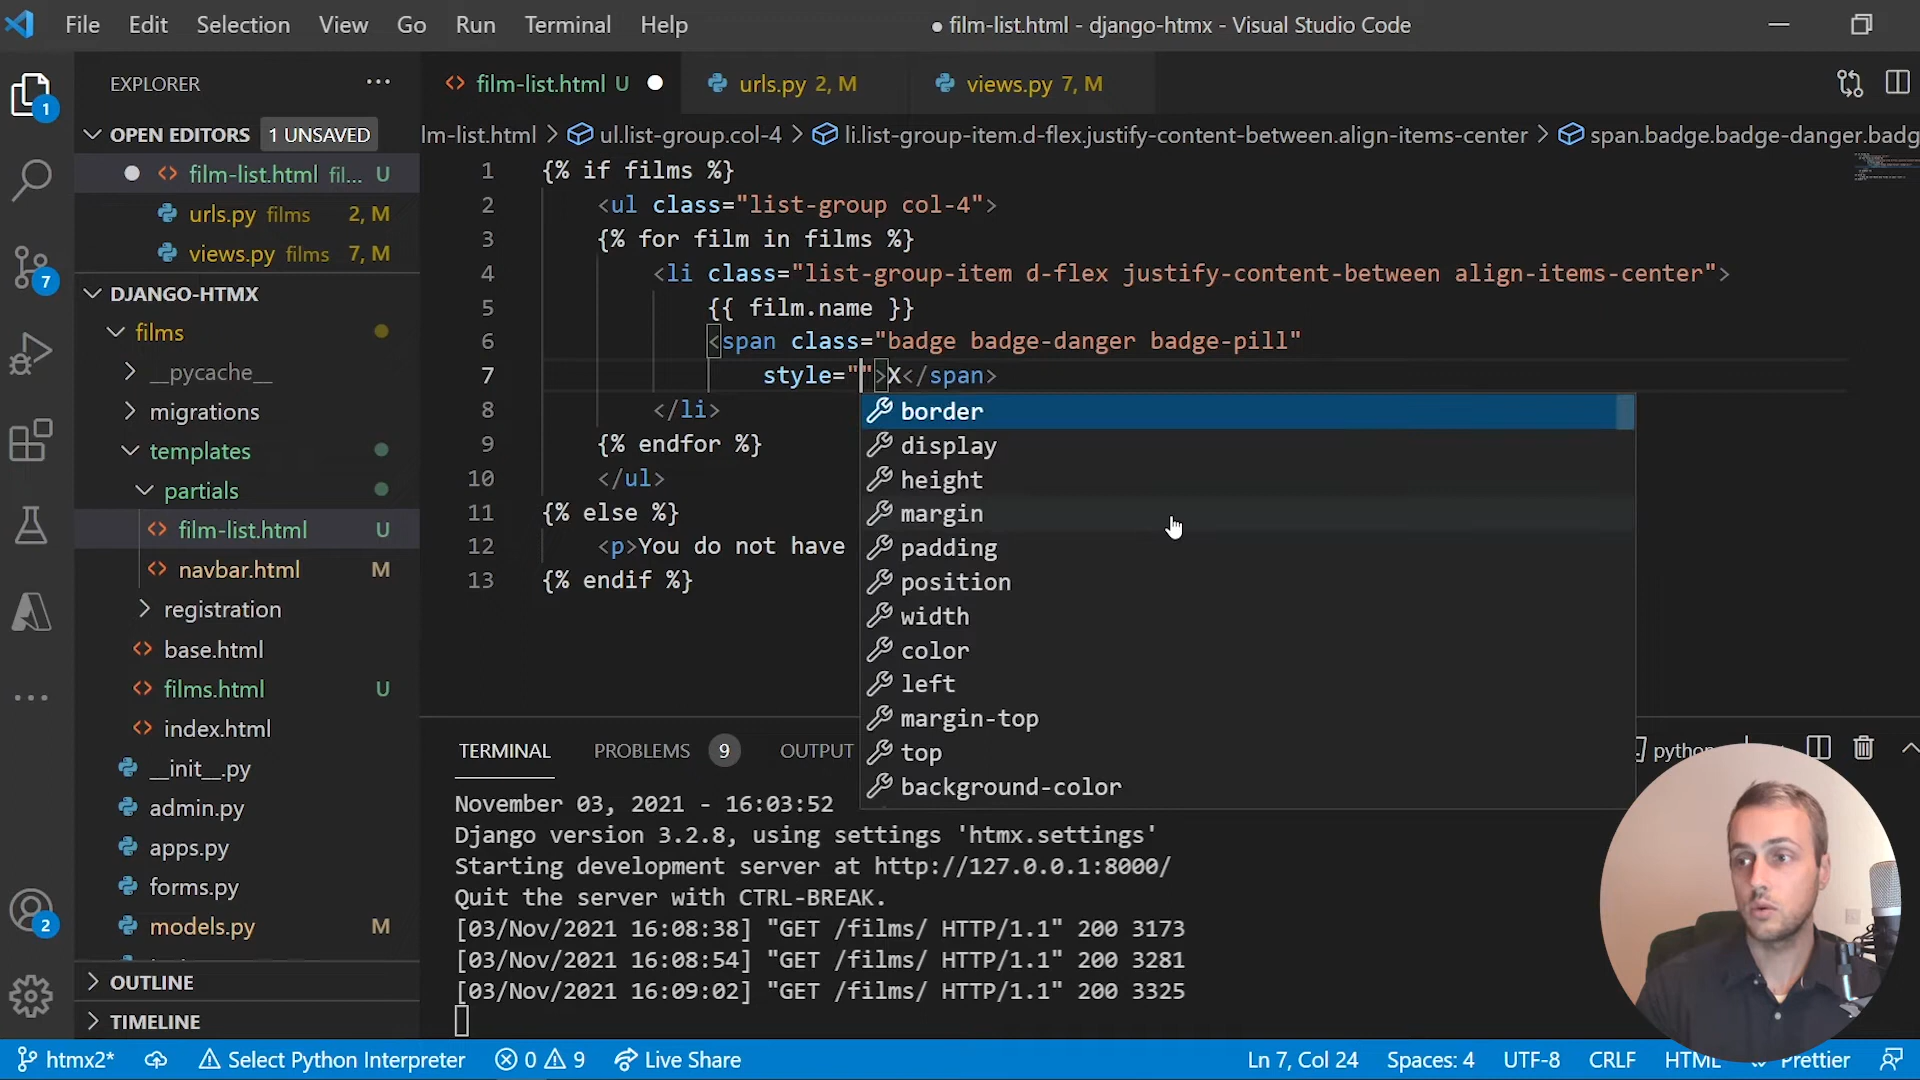 File Edit Selection View Go Run Terminal Help
● film-list.html - django-htmx - Visual Studio Code
EXPLORER ···
film-list.html U ●
urls.py 2, M
views.py 7, M
1
OPEN EDITORS 1 UNSAVED
lm-list.html > ul.list-group.col-4 > li.list-group-item.d-flex.justify-content-between.align-items-center > span.badge.badge-danger.badg
● film-list.html fil... U
urls.py films 2, M
views.py films 7, M
7
DJANGO-HTMX
films
__pycache__
migrations
templates
partials
film-list.html U
navbar.html M
registration
base.html
films.html U
index.html
__init__.py
admin.py
apps.py
forms.py
models.py M
OUTLINE
TIMELINE
2
1 {% if films %}
2 <ul class="list-group col-4">
3 {% for film in films %}
4 <li class="list-group-item d-flex justify-content-between align-items-center">
5 {{ film.name }}
6 <span class="badge badge-danger badge-pill"
7 style="">X</span>
8 </li>
9 {% endfor %}
10 </ul>
11 {% else %}
12 <p>You do not have
13 {% endif %}
border
display
height
margin
padding
position
width
color
left
margin-top
top
background-color
TERMINAL PROBLEMS 9 OUTPUT
November 03, 2021 - 16:03:52
Django version 3.2.8, using settings 'htmx.settings'
Starting development server at http://127.0.0.1:8000/
Quit the server with CTRL-BREAK.
[03/Nov/2021 16:08:38] "GET /films/ HTTP/1.1" 200 3173
[03/Nov/2021 16:08:54] "GET /films/ HTTP/1.1" 200 3281
[03/Nov/2021 16:09:02] "GET /films/ HTTP/1.1" 200 3325
htmx2* Select Python Interpreter 0 9 Live Share Ln 7, Col 24 Spaces: 4 UTF-8 CRLF HTML Prettier